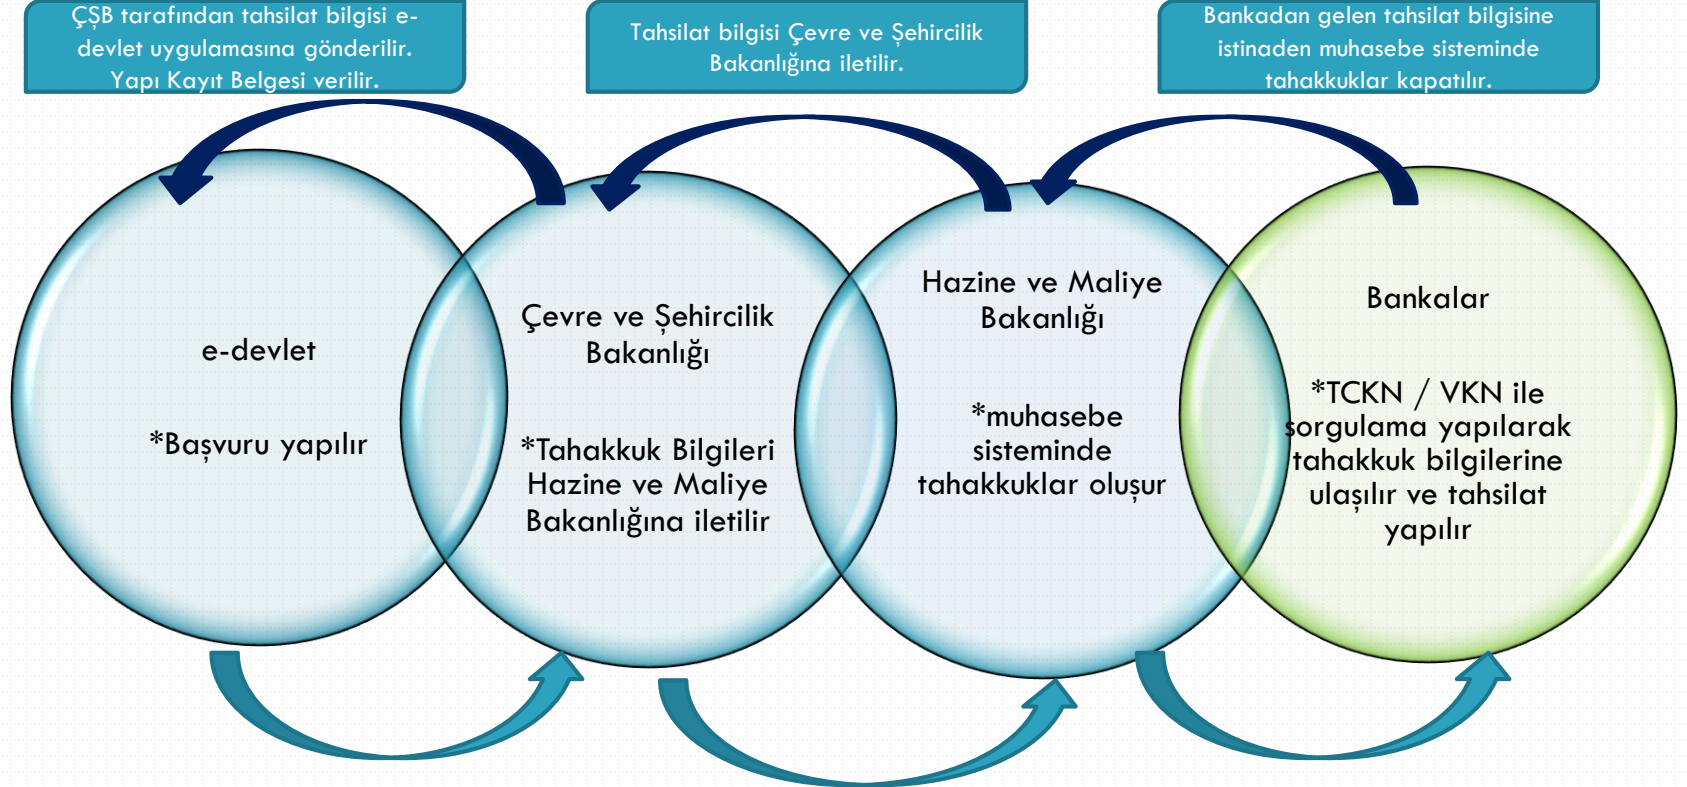 ÇŞB tarafından tahsilat bilgisi e-
devlet uygulamasına gönderilir.
Yapı Kayıt Belgesi verilir.
Tahsilat bilgisi Çevre ve Şehircilik
Bakanlığına iletilir.
Bankadan gelen tahsilat bilgisine
istinaden muhasebe sisteminde
tahakkuklar kapatılır.
e-devlet
*Başvuru yapılır
Çevre ve Şehircilik
Bakanlığı
*Tahakkuk Bilgileri
Hazine ve Maliye
Bakanlığına iletilir
Hazine ve Maliye
Bakanlığı
*muhasebe
sisteminde
tahakkuklar oluşur
Bankalar
*TCKN / VKN ile
sorgulama yapılarak
tahakkuk bilgilerine
ulaşılır ve tahsilat
yapılır